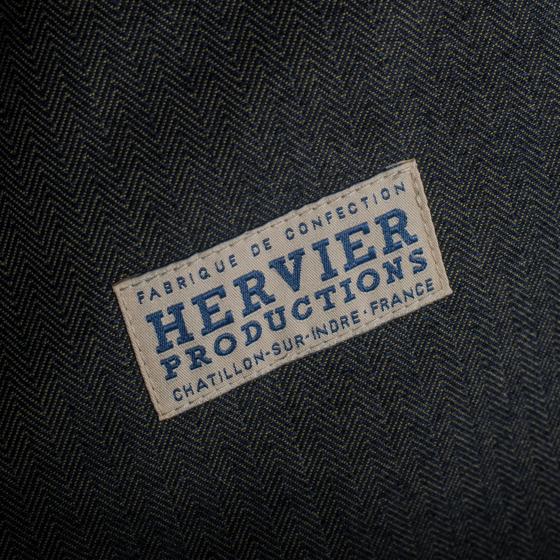 FABRIQUE DE CONFECTION
HERVIER
PRODUCTIONS
CHATILLON-SUR-INDRE·FRANCE